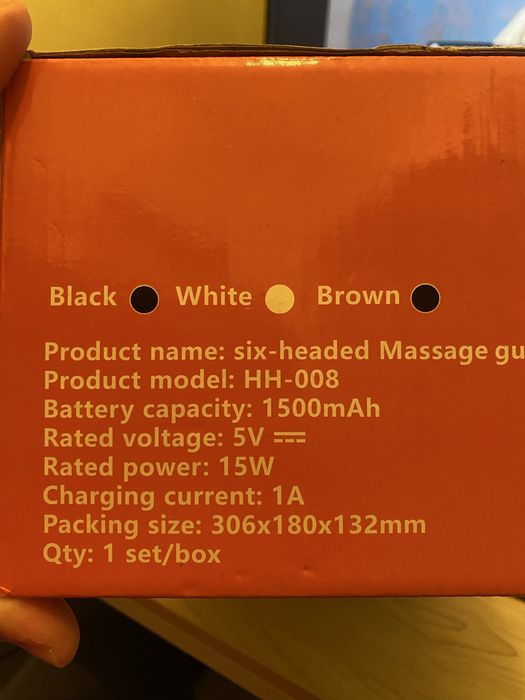 Black White Brown
Product name: six-headed Massage gu
Product model: HH-008
Battery capacity: 1500mAh
Rated voltage: 5V ⎓
Rated power: 15W
Charging current: 1A
Packing size: 306x180x132mm
Qty: 1 set/box